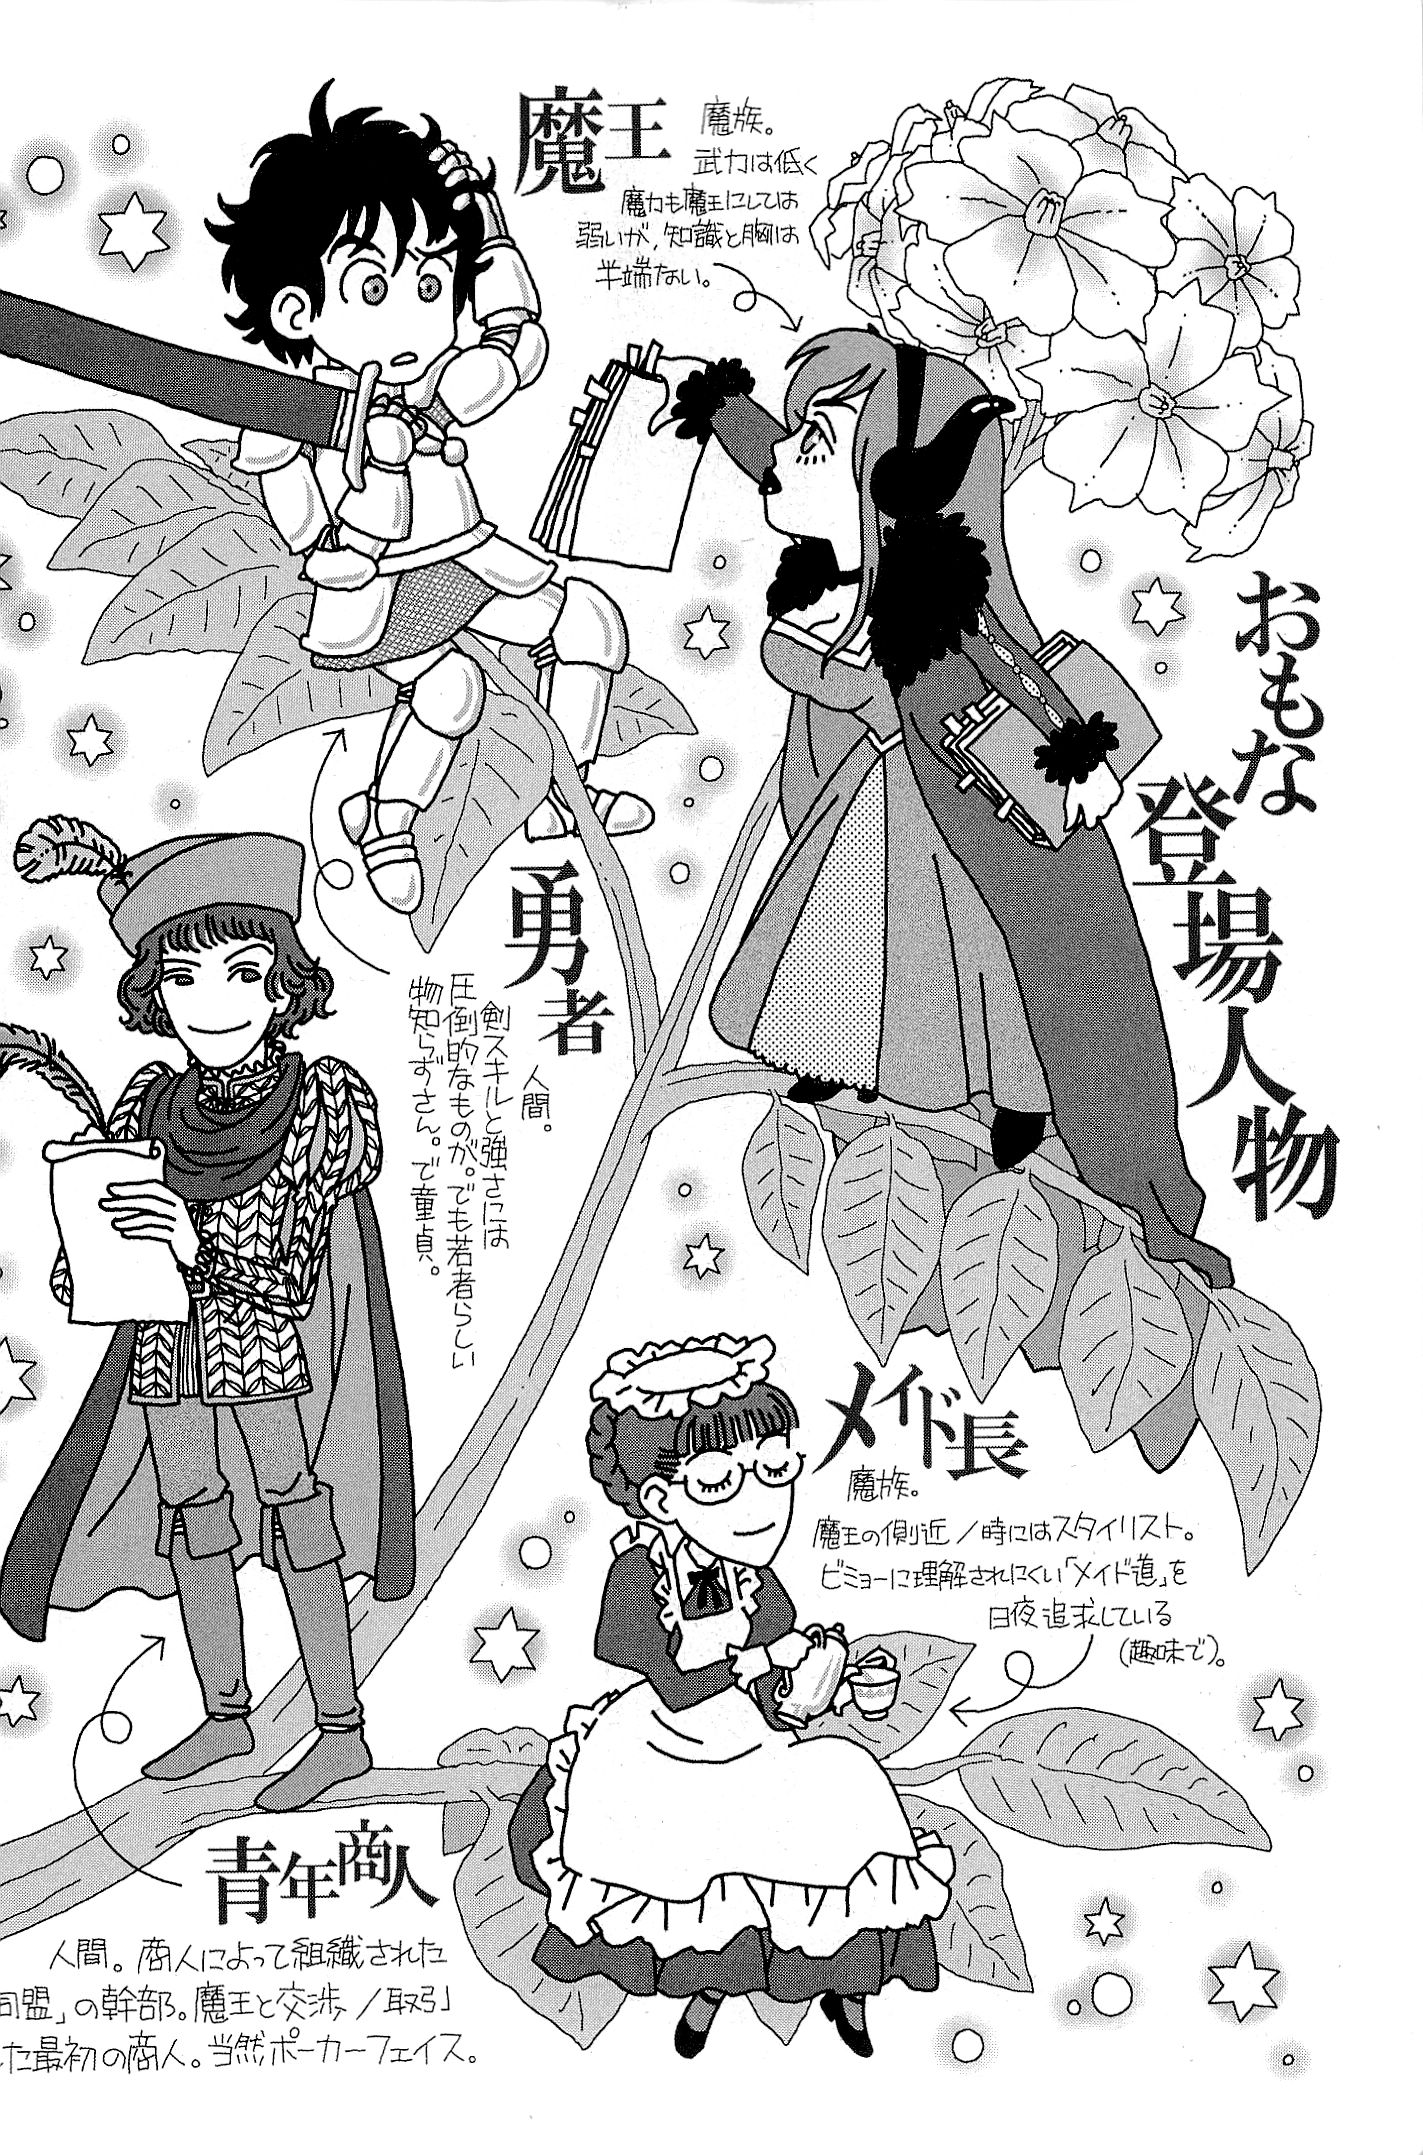 おもな
登場人物
魔王
魔族。
武力は低く
魔力も魔王にしては
弱いが,知識と胸は
半端ない。
勇者
人間。
剣スキルと強さには
圧倒的なものが。でも若者らしい
物知らずさん。で童貞。
メイド長
魔族。
魔王の側近/時にはスタイリスト。
ビミョーに理解されにくい「メイド道」を
日夜追求している
(趣味で)。
青年商人
人間。商人によって組織された
同盟」の幹部。魔王と交渉/取引
た最初の商人。当然ポーカーフェイス。